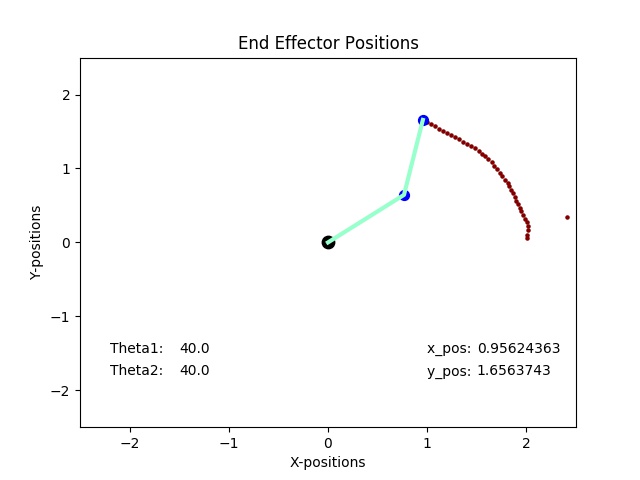 End Effector Positions
Y-positions
2
1
0
−1
−2
Theta1: 40.0
x_pos: 0.95624363
Theta2: 40.0
y_pos: 1.6563743
−2 −1 0 1 2
X-positions